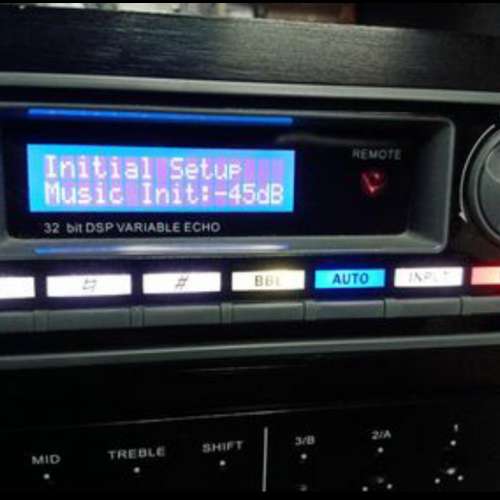 Initial Setup
Music Init:-45dB
REMOTE
32 bit DSP VARIABLE ECHO
♮
#
BBE
AUTO
INPUT
MID
TREBLE
SHIFT
3/B
2/A
1